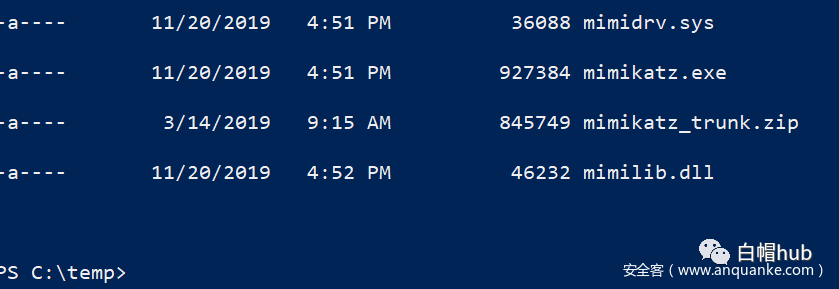 -a---- 11/20/2019 4:51 PM 36088 mimidrv.sys
-a---- 11/20/2019 4:51 PM 927384 mimikatz.exe
-a---- 3/14/2019 9:15 AM 845749 mimikatz_trunk.zip
-a---- 11/20/2019 4:52 PM 46232 mimilib.dll
PS C:\temp>
白帽hub
安全客（www.anquanke.com）